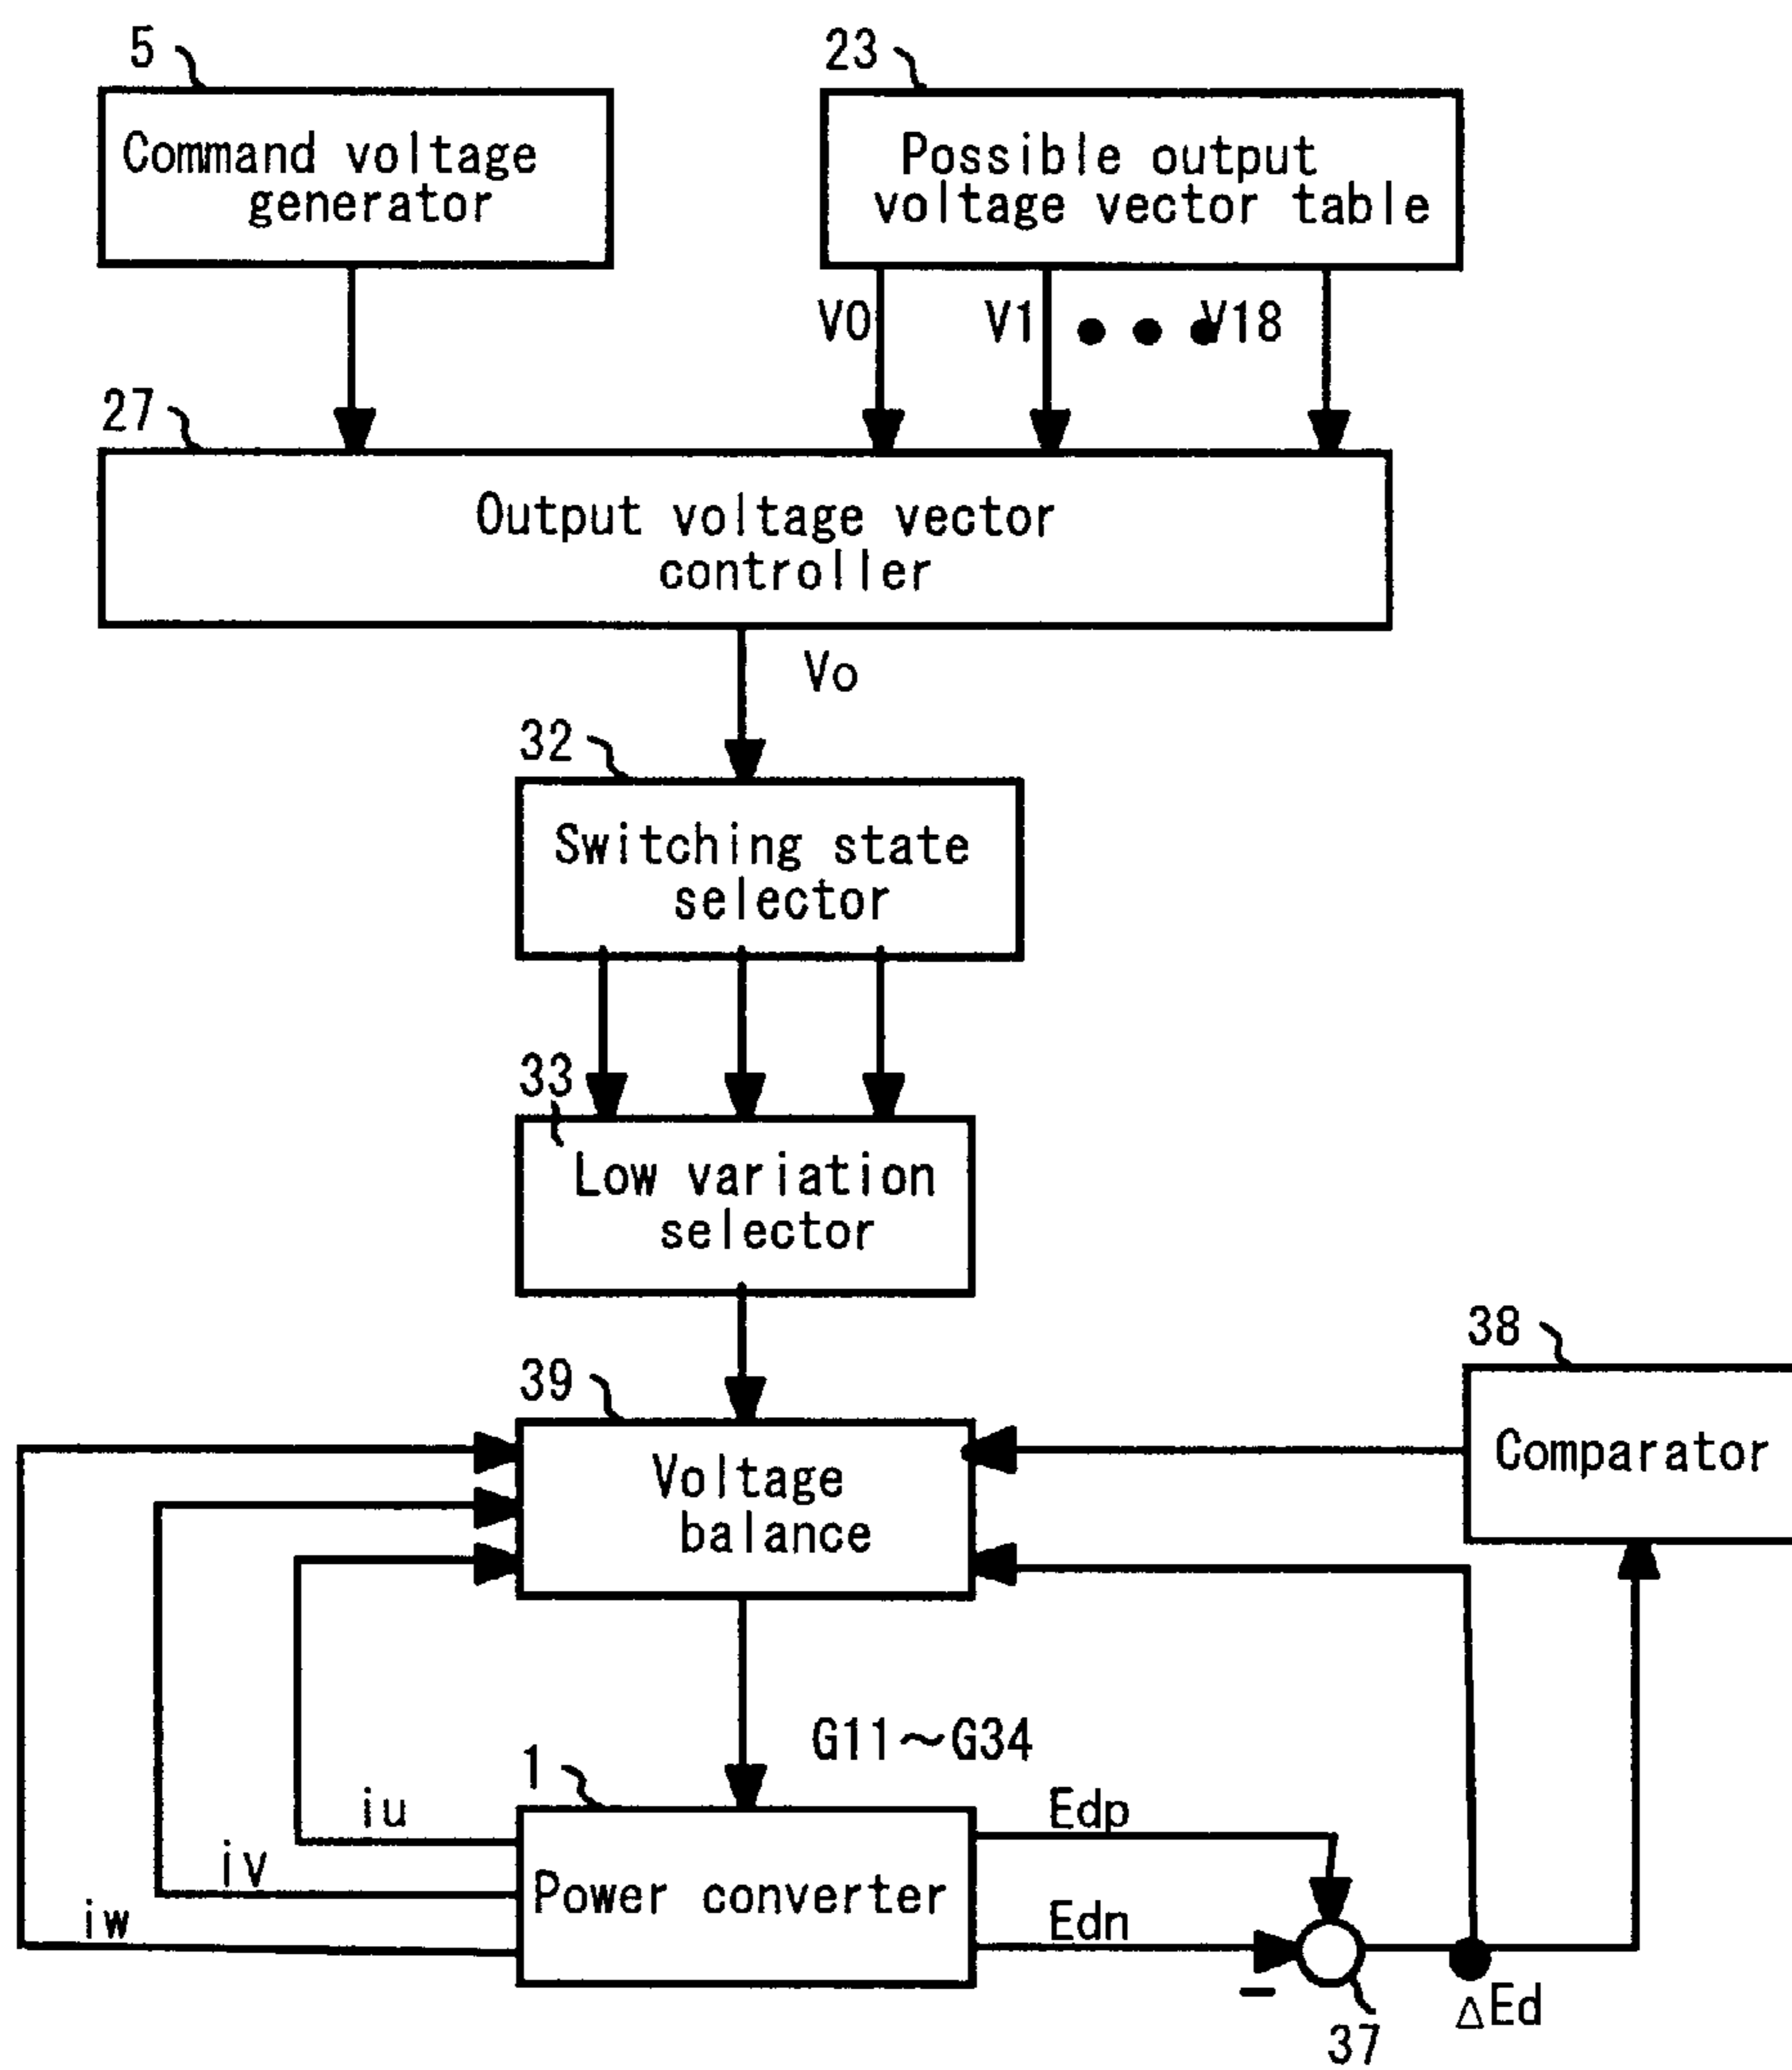 5
23
Command voltage
generator
Possible output
voltage vector table
V0
V1
V18
27
Output voltage vector
controller
Vo
32
Switching state
selector
33
Low variation
selector
38
39
Comparator
Voltage
balance
G11~G34
1
iu
Edp
iv
Power converter
iw
Edn
-
ΔEd
37